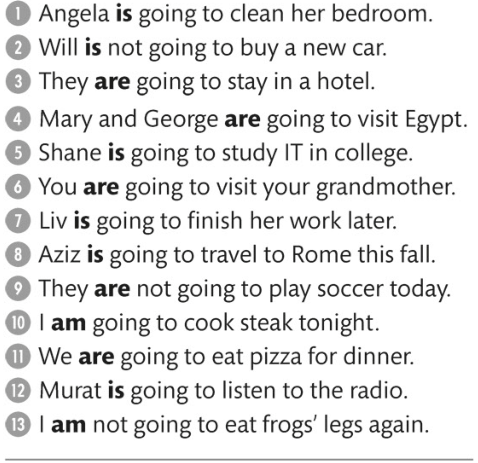 1 Angela is going to clean her bedroom.
2 Will is not going to buy a new car.
3 They are going to stay in a hotel.
4 Mary and George are going to visit Egypt.
5 Shane is going to study IT in college.
6 You are going to visit your grandmother.
7 Liv is going to finish her work later.
8 Aziz is going to travel to Rome this fall.
9 They are not going to play soccer today.
10 I am going to cook steak tonight.
11 We are going to eat pizza for dinner.
12 Murat is going to listen to the radio.
13 I am not going to eat frogs’ legs again.